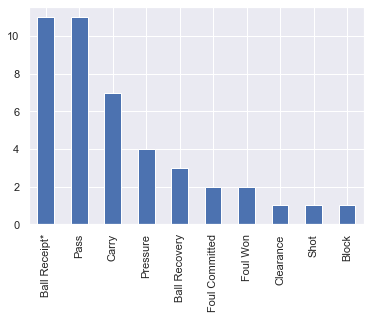 10
8
6
4
2
0
Ball Receipt*
Pass
Carry
Pressure
Ball Recovery
Foul Committed
Foul Won
Clearance
Shot
Block